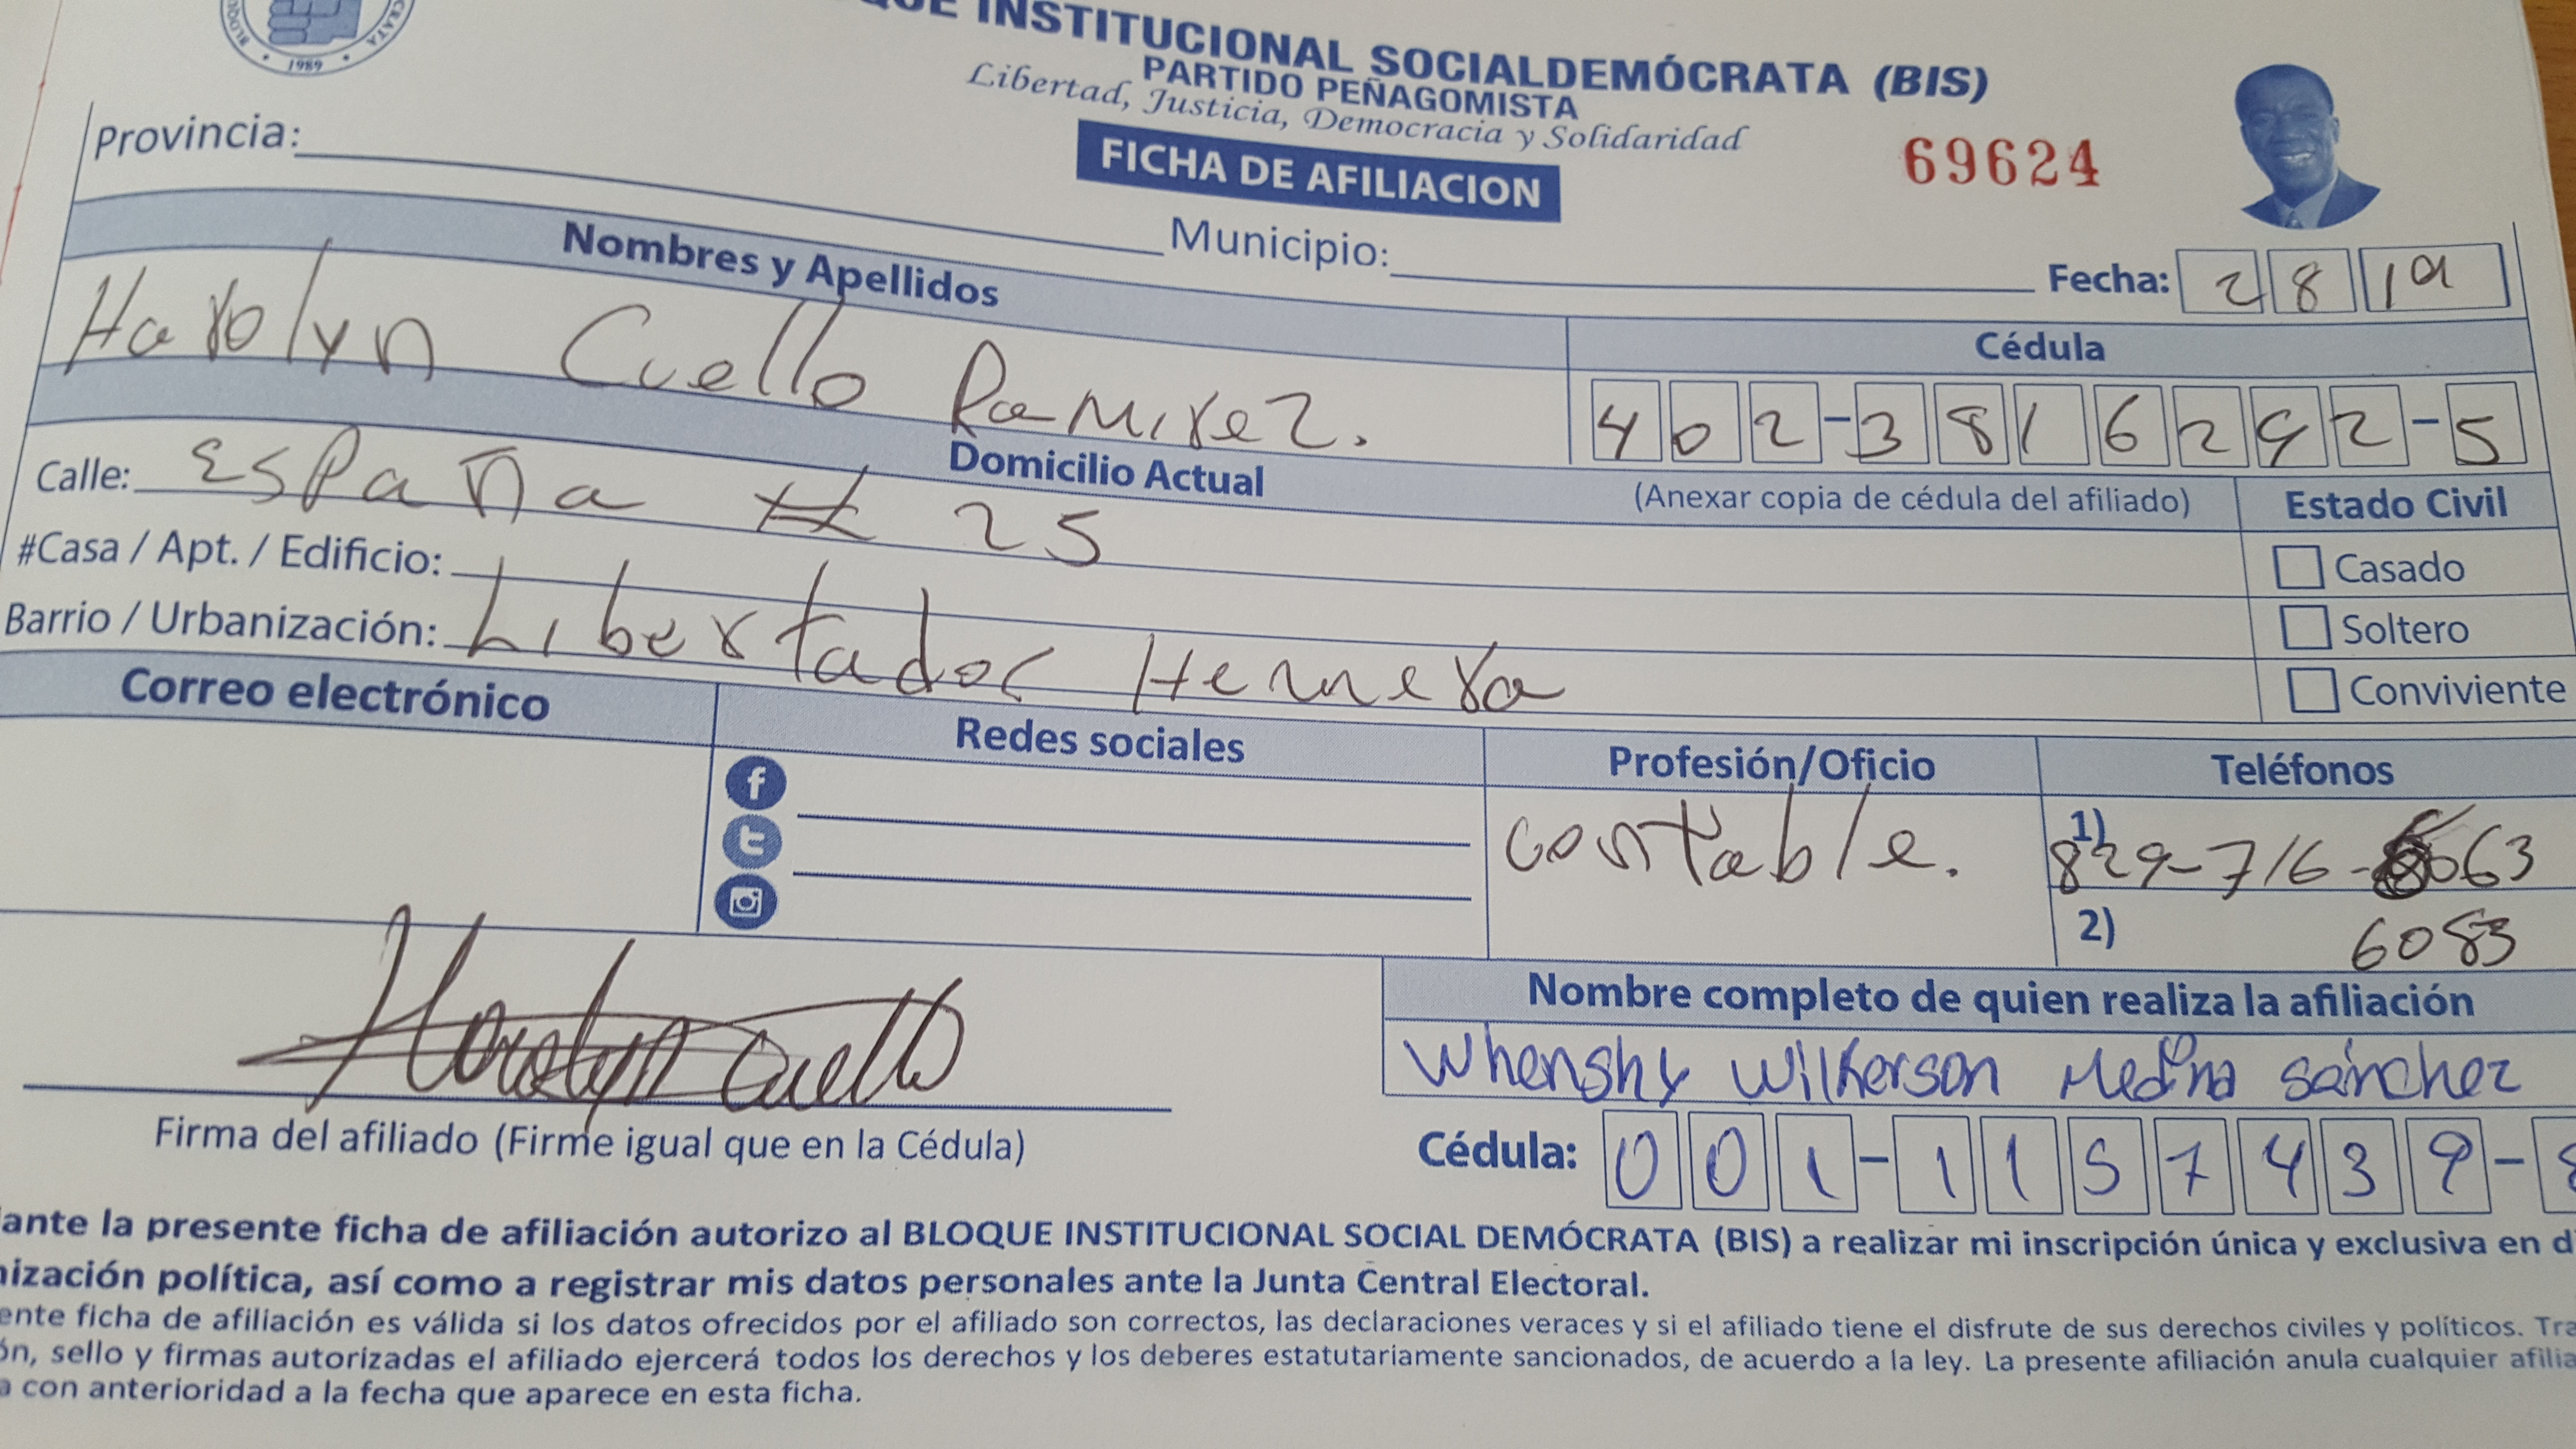 1989
INSTITUCIONAL SOCIALDEMÓCRATA (BIS)
PARTIDO PEÑAGOMISTA
Libertad, Justicia, Democracia y Solidaridad
FICHA DE AFILIACION
69624
Provincia:
Municipio:
Fecha: 2 8 19
Nombres y Apellidos
Cédula
Harolyn Cuello Ramirez.
402-3816292-5
Domicilio Actual
(Anexar copia de cédula del afiliado)
Estado Civil
Calle: España # 25
#Casa / Apt. / Edificio:
Casado
Barrio / Urbanización: Libertador Herrera
Soltero
Conviviente
Correo electrónico
Redes sociales
Profesión/Oficio
Teléfonos
contable.
1) 829-716-6063
2) 6083
Harolyn Cuello
Firma del afiliado (Firme igual que en la Cédula)
Nombre completo de quien realiza la afiliación
Whenshy Wilkerson Medina Sánchez
Cédula: 001-1157439-
ante la presente ficha de afiliación autorizo al BLOQUE INSTITUCIONAL SOCIAL DEMÓCRATA (BIS) a realizar mi inscripción única y exclusiva en
nización política, así como a registrar mis datos personales ante la Junta Central Electoral.
ente ficha de afiliación es válida si los datos ofrecidos por el afiliado son correctos, las declaraciones veraces y si el afiliado tiene el disfrute de sus derechos civiles y políticos. Tra
ón, sello y firmas autorizadas el afiliado ejercerá todos los derechos y los deberes estatutariamente sancionados, de acuerdo a la ley. La presente afiliación anula cualquier afilia
a con anterioridad a la fecha que aparece en esta ficha.